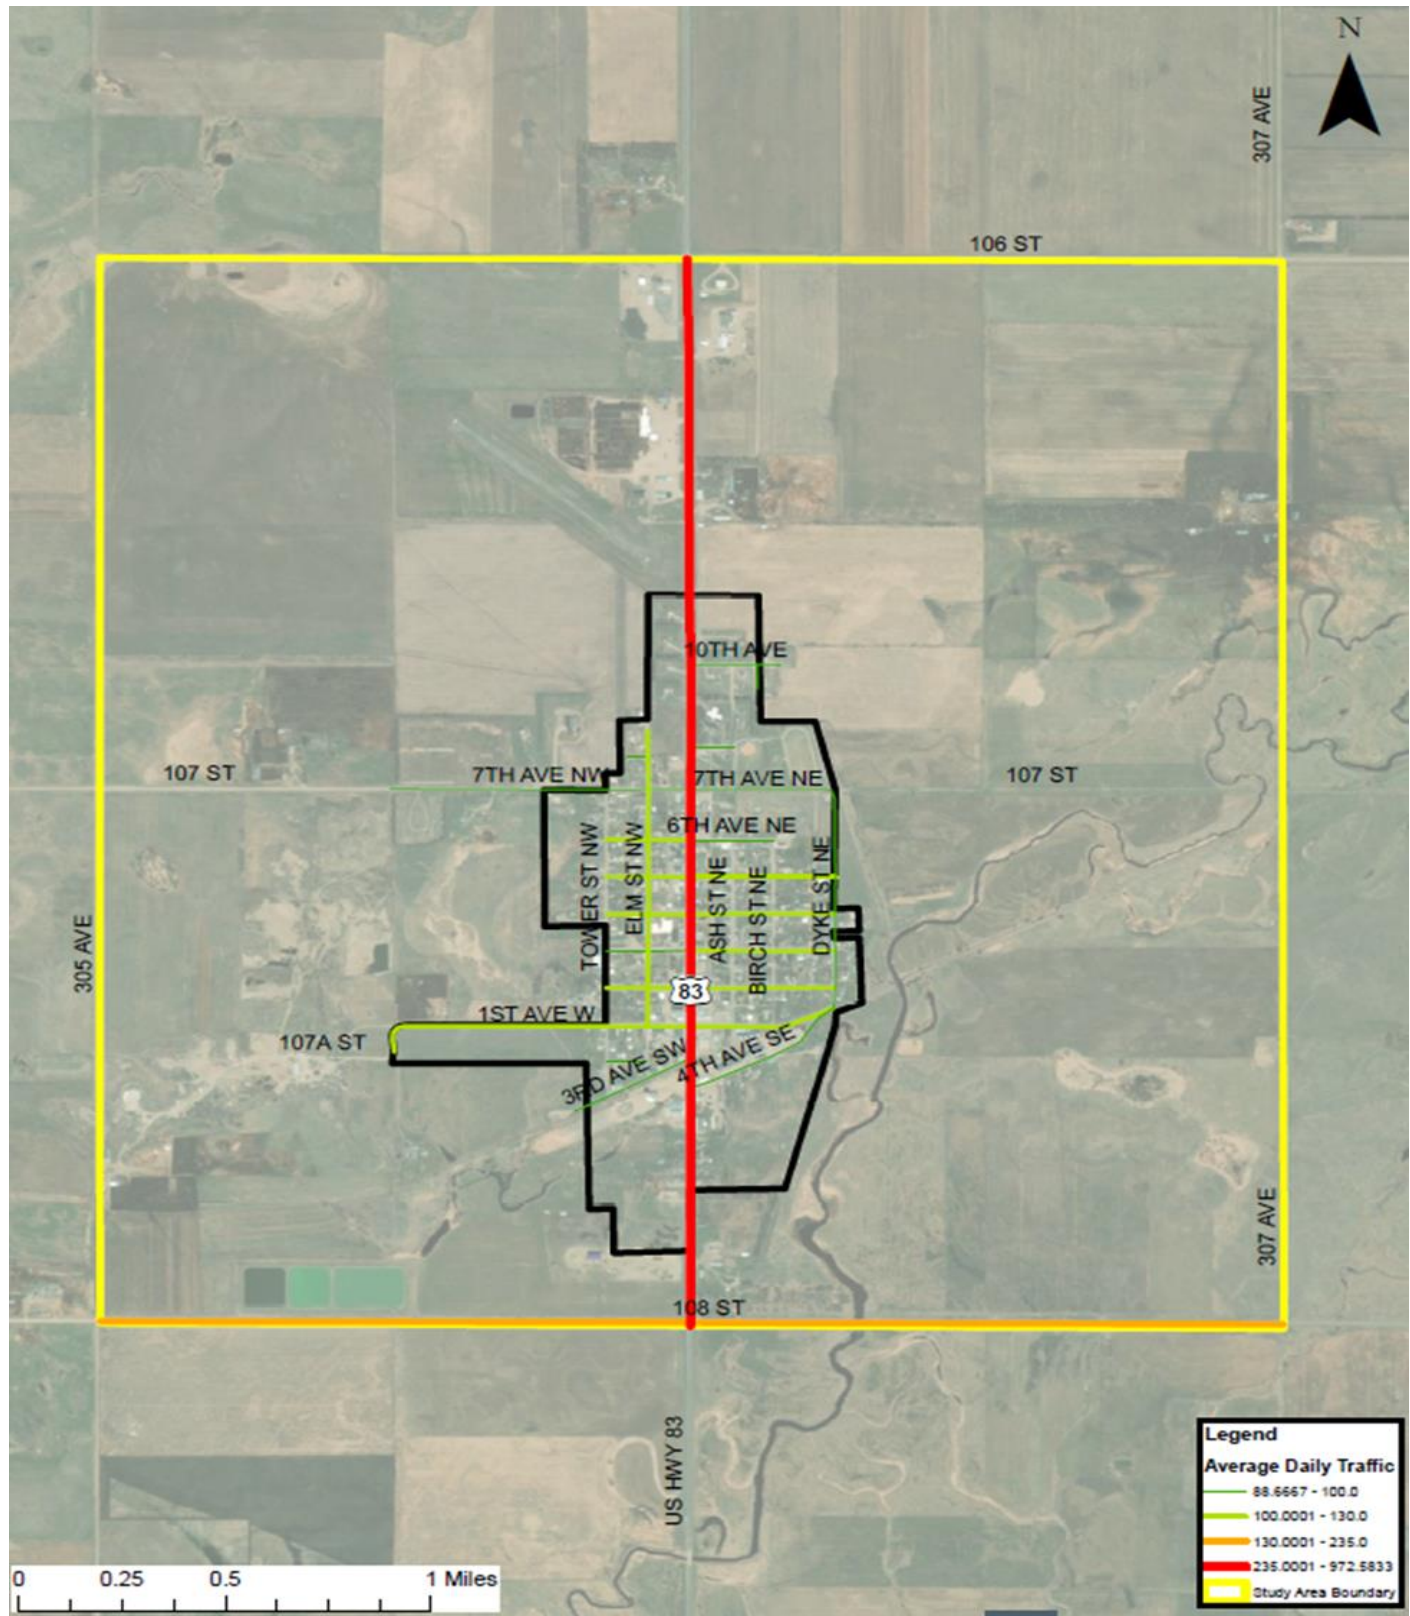 N
307 AVE
106 ST
10TH AVE
107 ST
7TH AVE NW
7TH AVE NE
107 ST
6TH AVE NE
TOWER ST NW
ELM ST NW
ASH ST NE
BIRCH ST NE
DYKE ST NE
305 AVE
83
1ST AVE W
107A ST
3RD AVE SW
4TH AVE SE
307 AVE
108 ST
US HWY 83
Legend
Average Daily Traffic
88.6667 - 100.0
100.0001 - 130.0
130.0001 - 235.0
235.0001 - 972.5833
Study Area Boundary
0 0.25 0.5 1 Miles